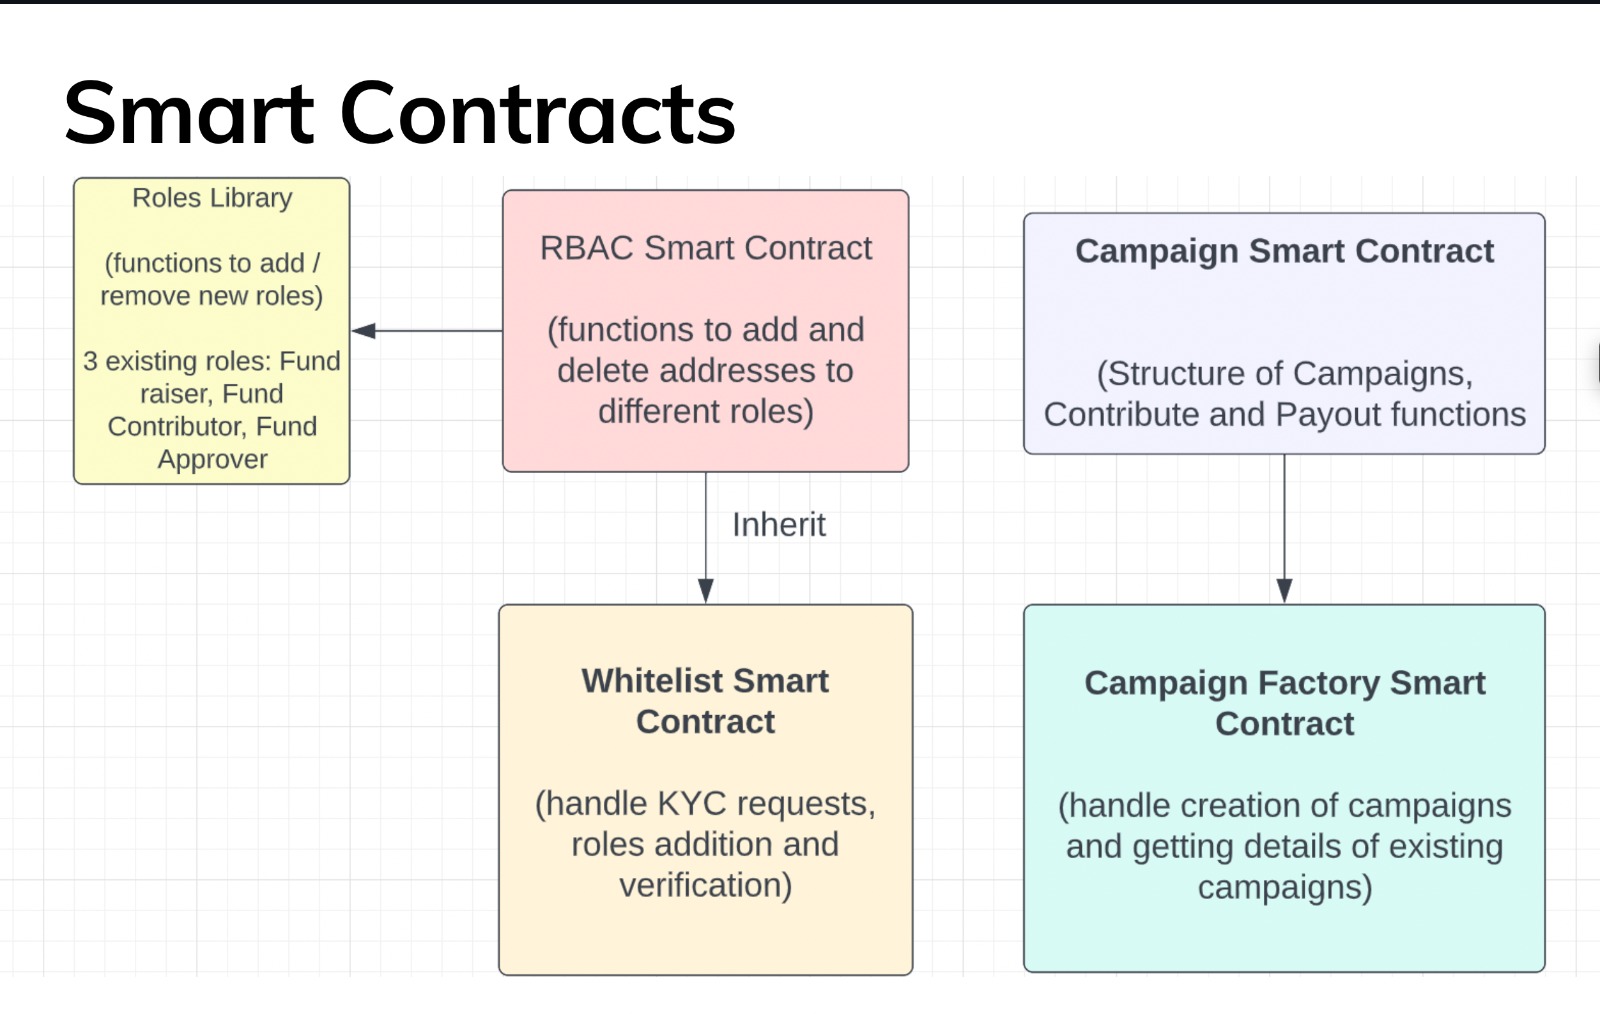 Smart Contracts
Roles Library
(functions to add /
remove new roles)
3 existing roles: Fund
raiser, Fund
Contributor, Fund
Approver
RBAC Smart Contract
(functions to add and
delete addresses to
different roles)
Inherit
Whitelist Smart
Contract
(handle KYC requests,
roles addition and
verification)
Campaign Smart Contract
(Structure of Campaigns,
Contribute and Payout functions
Campaign Factory Smart
Contract
(handle creation of campaigns
and getting details of existing
campaigns)